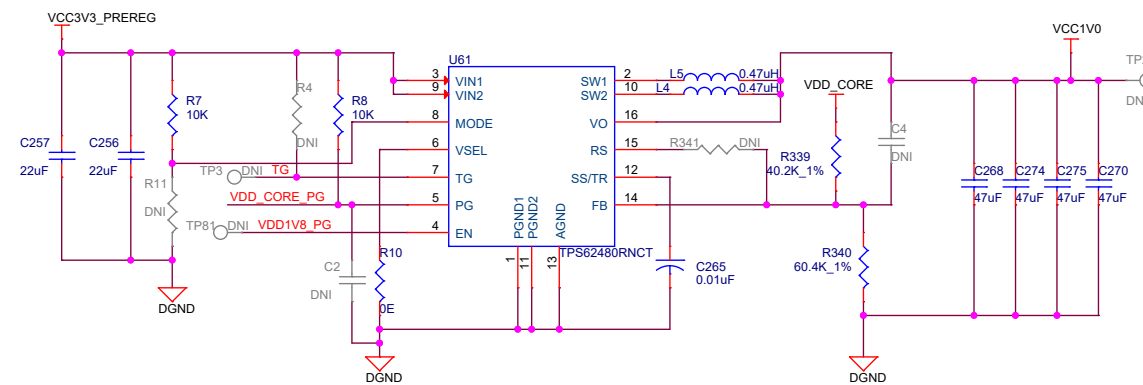 VCC3V3_PREREG
VCC1V0
U61
R4
DNI
R7
10K
R8
10K
C257
22uF
C256
22uF
R11
DNI
3
VIN1
9
VIN2
8
MODE
6
VSEL
7
TG
5
PG
4
EN
SW1
2
SW2
10
VO
16
RS
15
SS/TR
12
FB
14
PGND1
1
PGND2
11
AGND
13
TPS62480RNCT
L5
0.47uH
L4
0.47uH
VDD_CORE
R341
DNI
R339
40.2K_1%
C4
DNI
TP3
DNI
TG
VDD_CORE_PG
TP81
DNI
VDD1V8_PG
C2
DNI
R10
0E
C265
0.01uF
R340
60.4K_1%
C268
47uF
C274
47uF
C275
47uF
C270
47uF
DGND
DGND
DGND